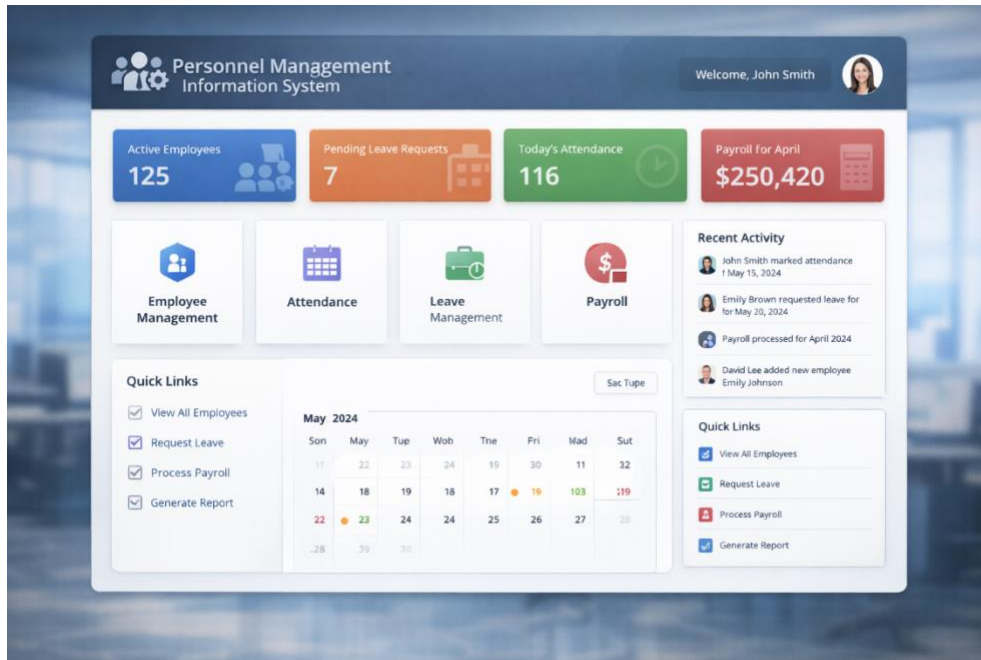 Personnel Management
Information System
Welcome, John Smith
Active Employees
125
Pending Leave Requests
7
Today's Attendance
116
Payroll for April
$250,420
Employee
Management
Attendance
Leave
Management
Payroll
Recent Activity
John Smith marked attendance
May 15, 2024
Emily Brown requested leave for
for May 20, 2024
Payroll processed for April 2024
David Lee added new employee
Emily Johnson
Quick Links
View All Employees
Request Leave
Process Payroll
Generate Report
Sac Tupe
May 2024
Son May Tue Wob Tne Fri Wad Sut
11 22 23 24 19 30 11 32
14 18 19 18 17 19 103 :19
22 23 24 24 25 26 27 28
.28 .39 30
Quick Links
View All Employees
Request Leave
Process Payroll
Generate Report